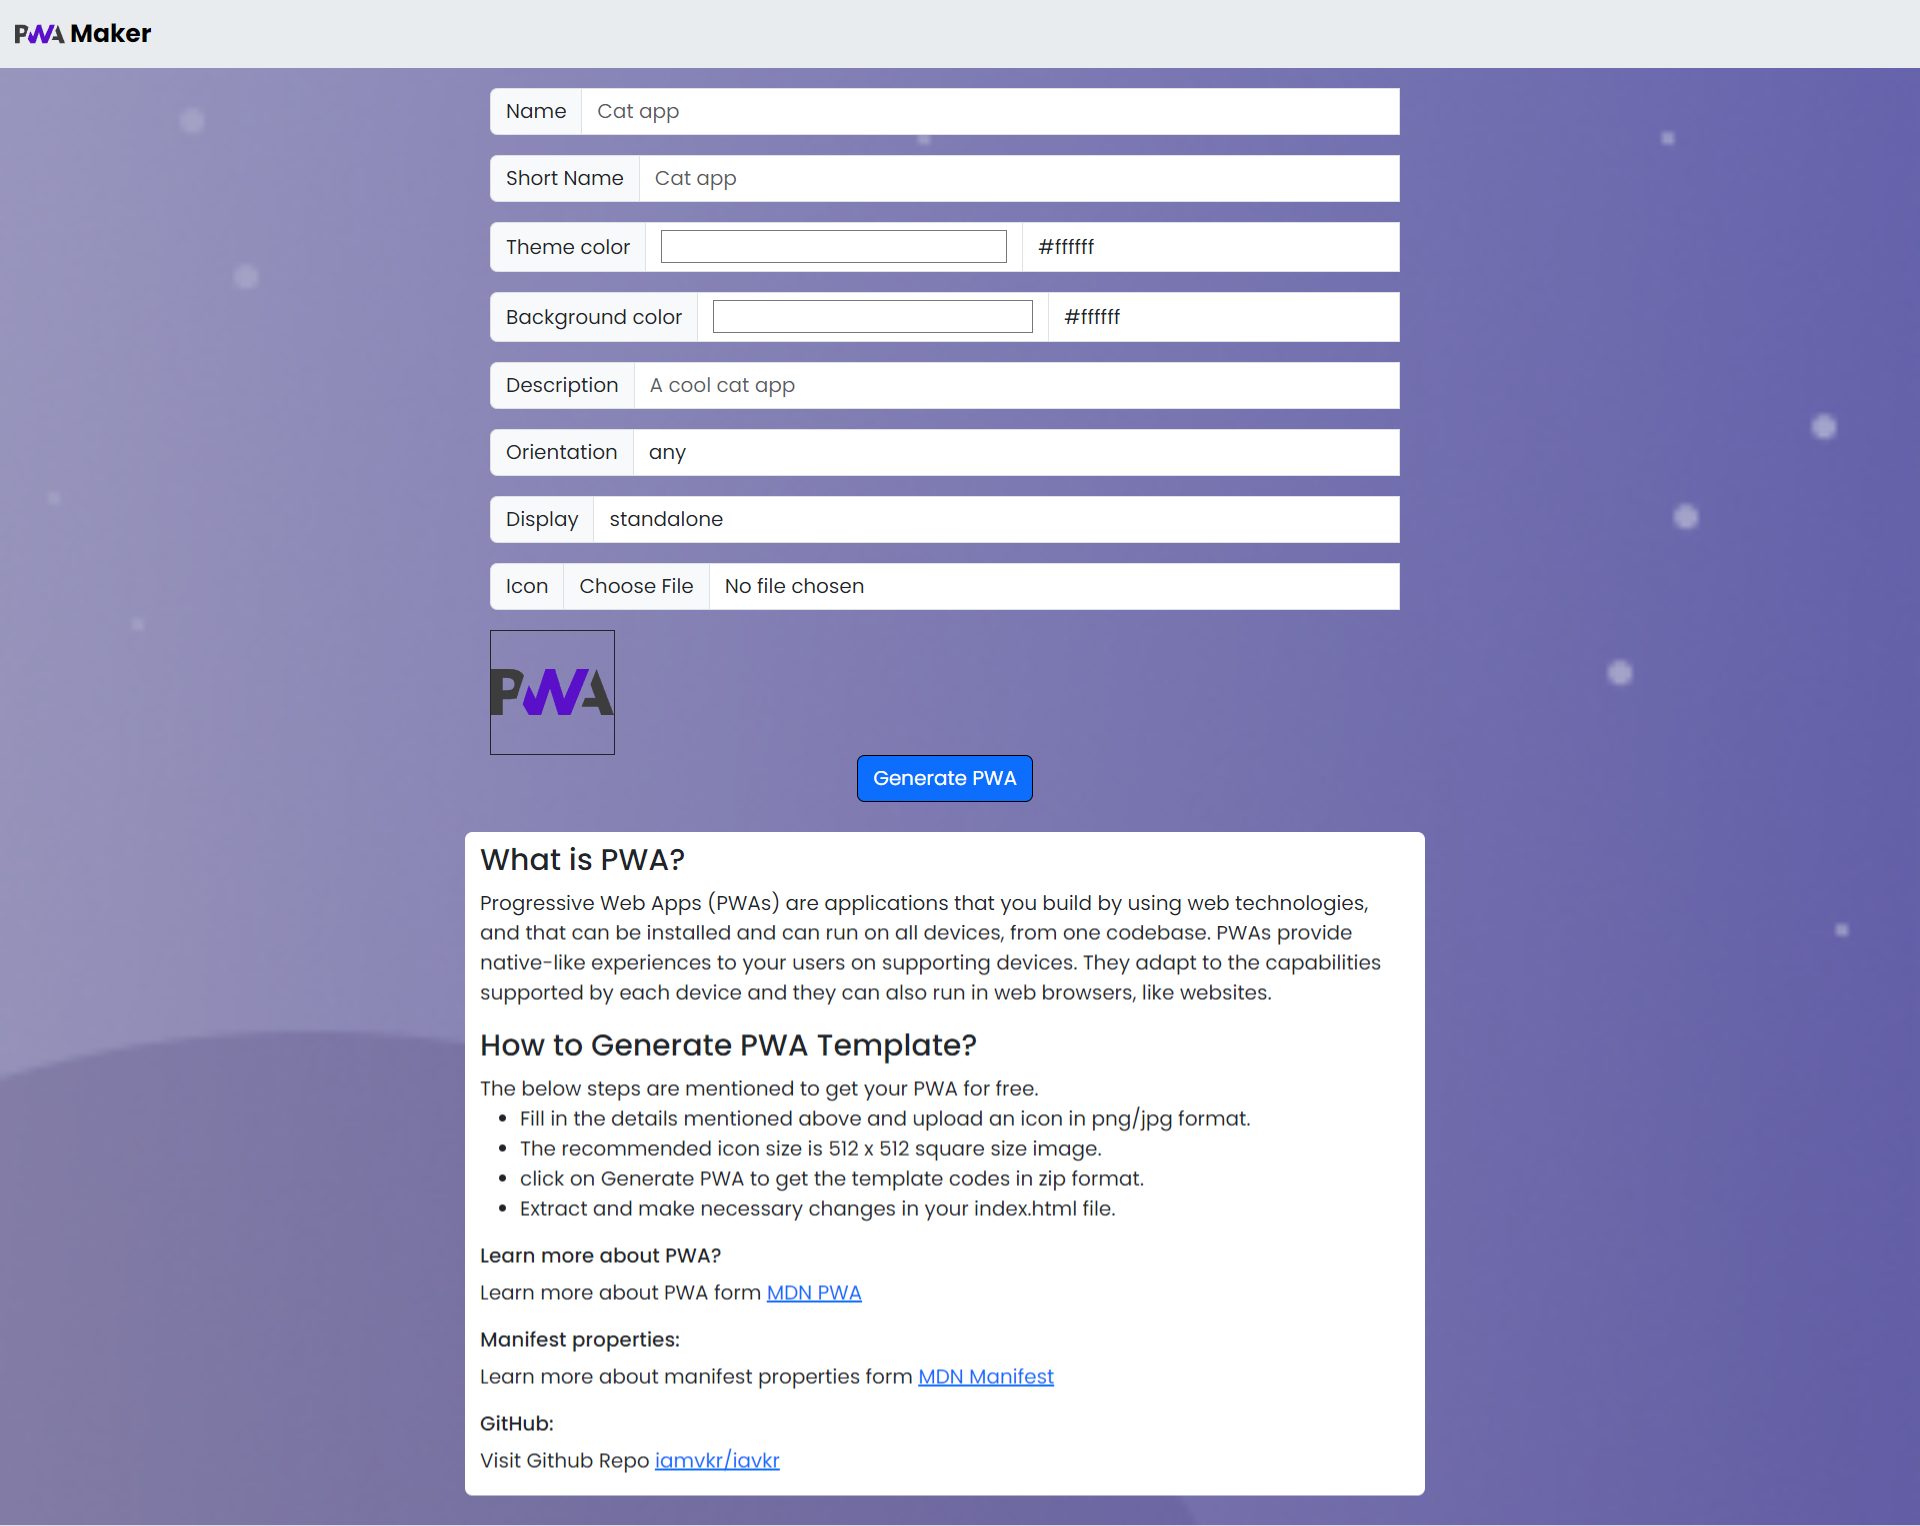 PWA Maker
Name Cat app
Short Name Cat app
Theme color #ffffff
Background color #ffffff
Description A cool cat app
Orientation any
Display standalone
Icon Choose File No file chosen
PWA
Generate PWA
What is PWA?
Progressive Web Apps (PWAs) are applications that you build by using web technologies,
and that can be installed and can run on all devices, from one codebase. PWAs provide
native-like experiences to your users on supporting devices. They adapt to the capabilities
supported by each device and they can also run in web browsers, like websites.
How to Generate PWA Template?
The below steps are mentioned to get your PWA for free.
• Fill in the details mentioned above and upload an icon in png/jpg format.
• The recommended icon size is 512 x 512 square size image.
• click on Generate PWA to get the template codes in zip format.
• Extract and make necessary changes in your index.html file.
Learn more about PWA?
Learn more about PWA form MDN PWA
Manifest properties:
Learn more about manifest properties form MDN Manifest
GitHub:
Visit Github Repo iamvkr/iavkr